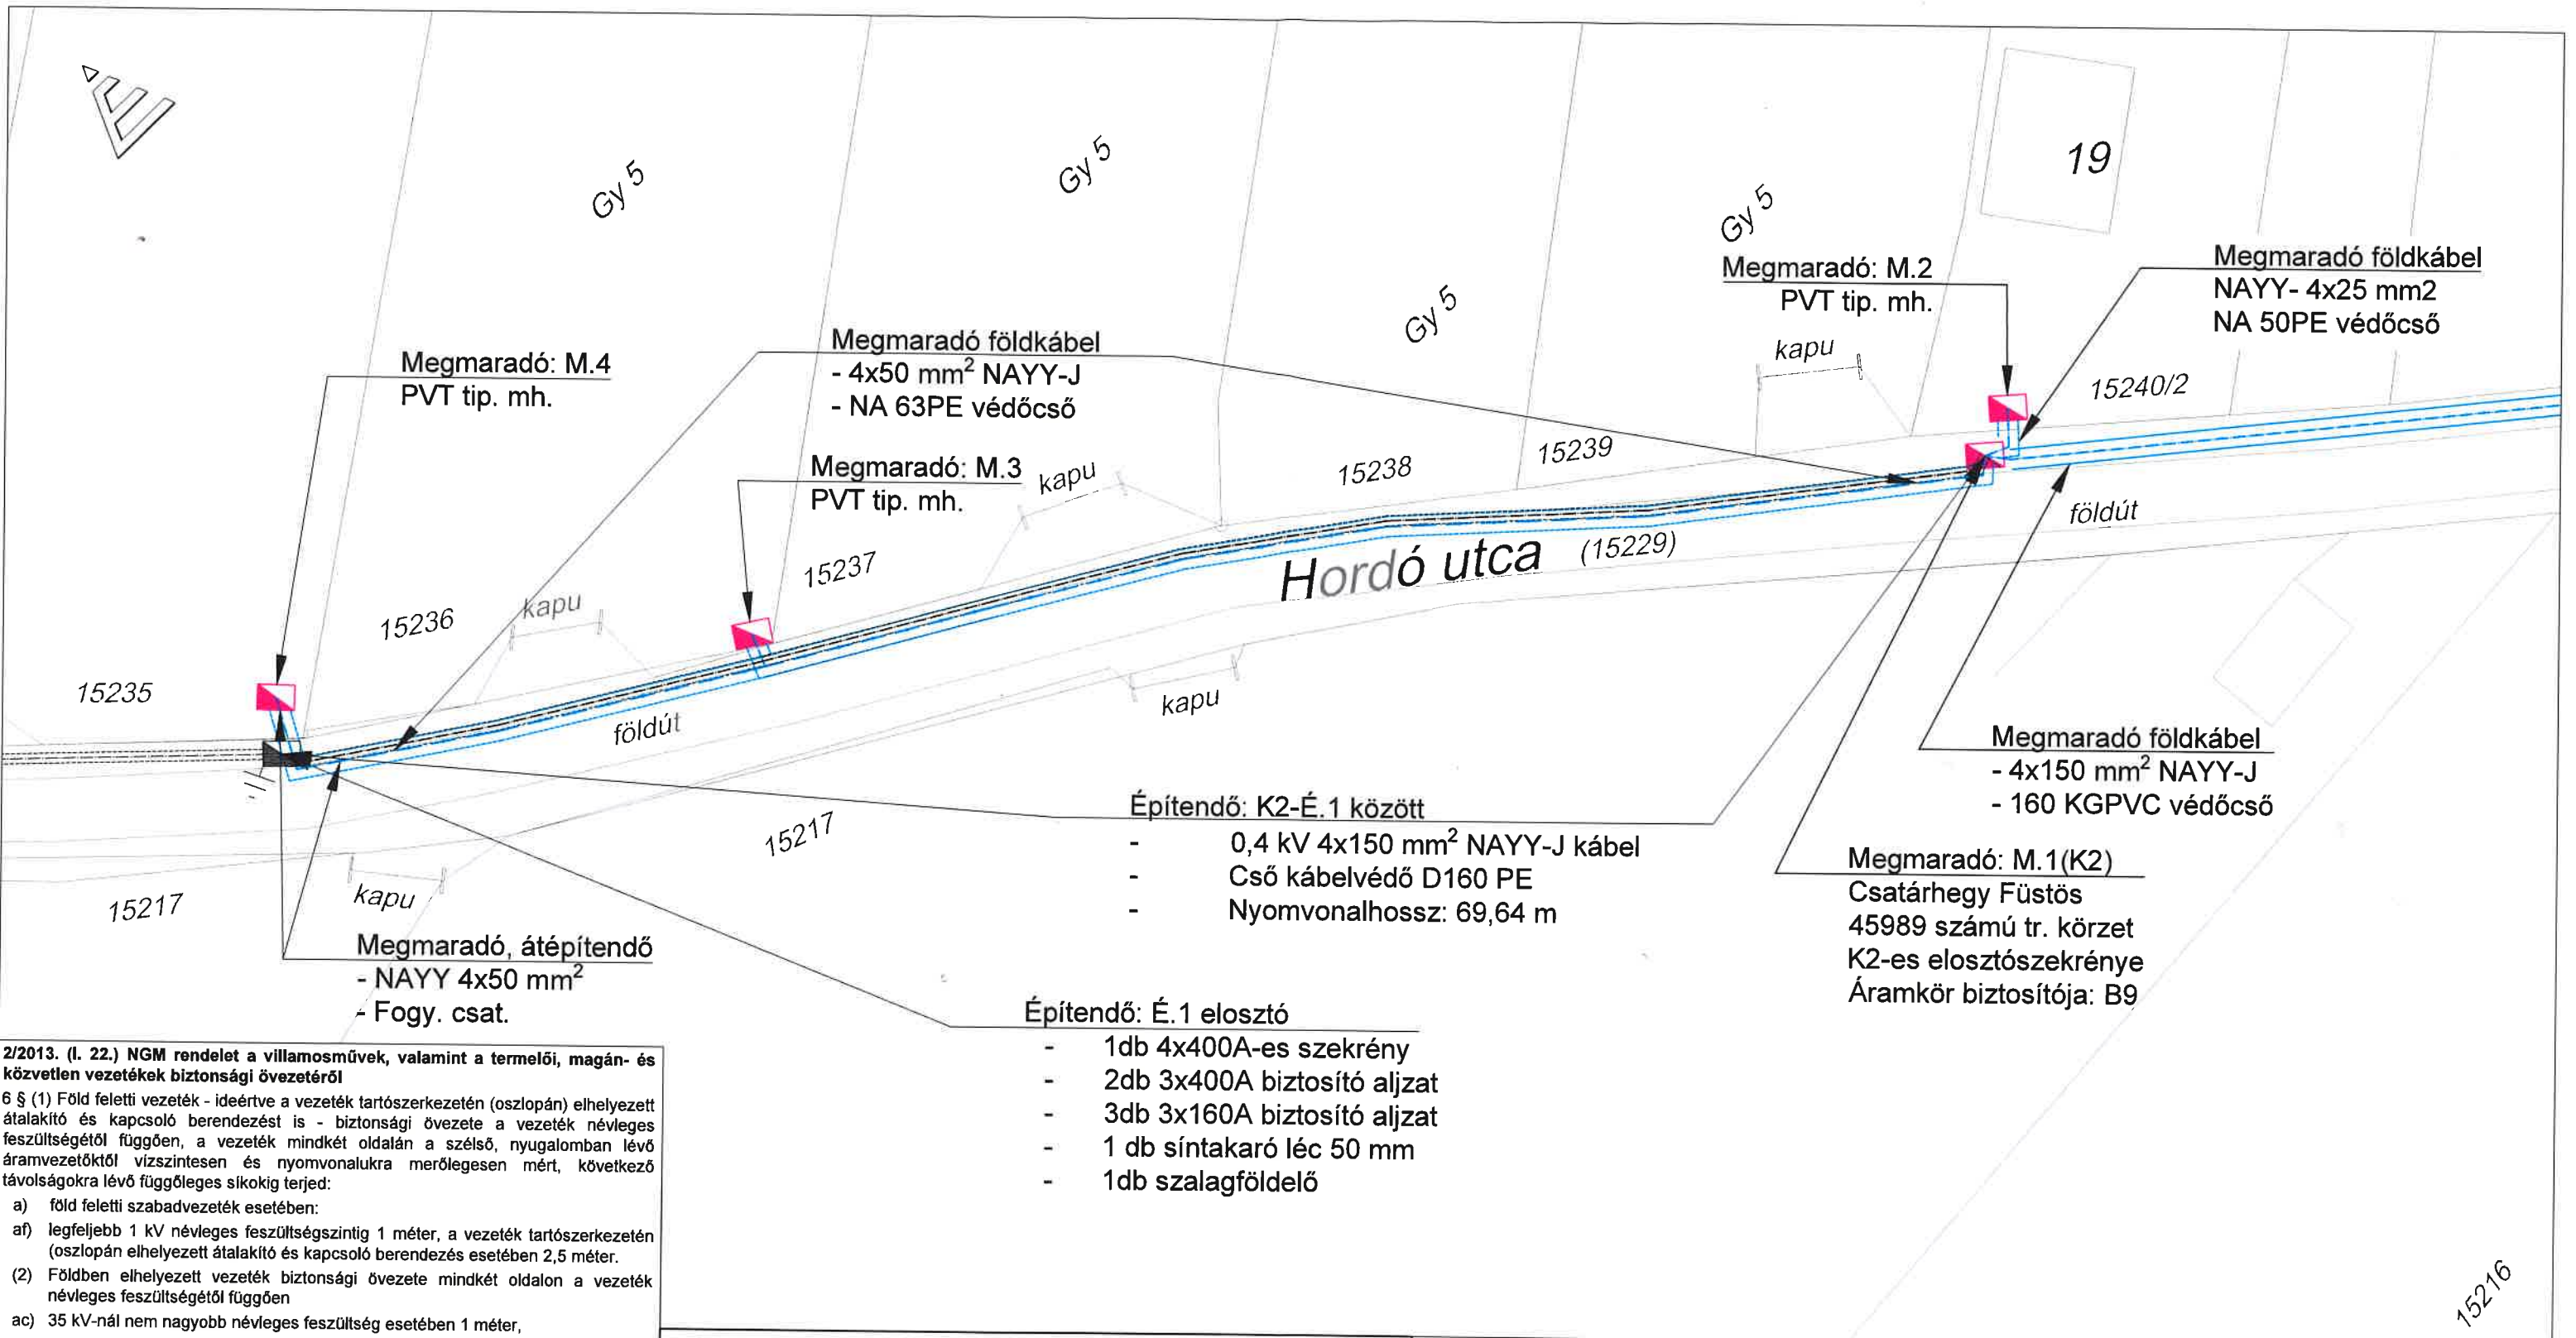 Gy 5
Gy 5
Gy 5
Gy 5
19
Megmaradó: M.2
PVT tip. mh.
Megmaradó földkábel
NAYY- 4x25 mm2
NA 50PE védőcső
Megmaradó: M.4
PVT tip. mh.
Megmaradó földkábel
- 4x50 mm² NAYY-J
- NA 63PE védőcső
kapu
15240/2
Megmaradó: M.3
PVT tip. mh.
kapu
15238
15239
földút
15237
Hordó utca (15229)
15236
kapu
15235
földút
kapu
Megmaradó földkábel
- 4x150 mm² NAYY-J
- 160 KGPVC védőcső
Építendő: K2-É.1 között
- 0,4 kV 4x150 mm² NAYY-J kábel
- Cső kábelvédő D160 PE
- Nyomvonalhossz: 69,64 m
15217
15217
kapu
Megmaradó: M.1(K2)
Csatárhegy Füstös
45989 számú tr. körzet
K2-es elosztószekrénye
Áramkör biztosítója: B9
Megmaradó, átépítendő
- NAYY 4x50 mm²
- Fogy. csat.
Építendő: É.1 elosztó
- 1db 4x400A-es szekrény
- 2db 3x400A biztosító aljzat
- 3db 3x160A biztosító aljzat
- 1 db síntakaró léc 50 mm
- 1db szalagföldelő
2/2013. (I. 22.) NGM rendelet a villamosművek, valamint a termelői, magán- és
közvetlen vezetékek biztonsági övezetéről
6 § (1) Föld feletti vezeték - ideértve a vezeték tartószerkezetén (oszlopán) elhelyezett
átalakító és kapcsoló berendezést is - biztonsági övezete a vezeték névleges
feszültségétől függően, a vezeték mindkét oldalán a szélső, nyugalomban lévő
áramvezetőktől vízszintesen és nyomvonalukra merőlegesen mért, következő
távolságokra lévő függőleges síkokig terjed:
a) föld feletti szabadvezeték esetében:
af) legfeljebb 1 kV névleges feszültségszintig 1 méter, a vezeték tartószerkezetén
(oszlopán elhelyezett átalakító és kapcsoló berendezés esetében 2,5 méter.
(2) Földben elhelyezett vezeték biztonsági övezete mindkét oldalon a vezeték
névleges feszültségétől függően
ac) 35 kV-nál nem nagyobb névleges feszültség esetében 1 méter,
15216